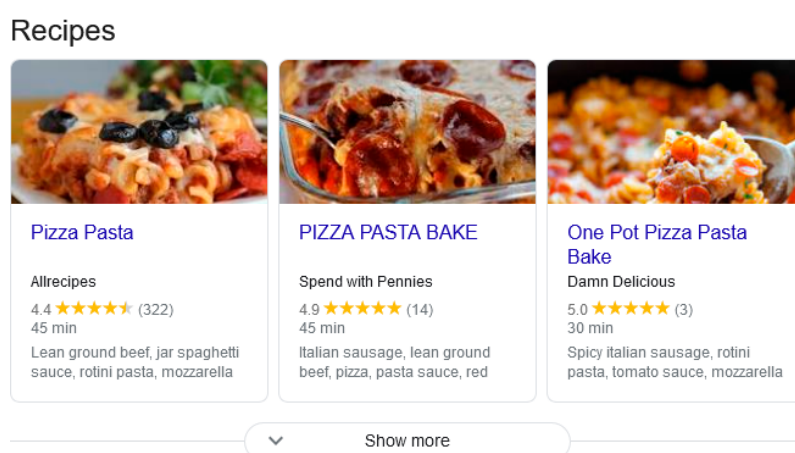 Recipes
Pizza Pasta
Allrecipes
4.4 ★★★★★ (322)
45 min
Lean ground beef, jar spaghetti
sauce, rotini pasta, mozzarella
PIZZA PASTA BAKE
Spend with Pennies
4.9 ★★★★★ (14)
45 min
Italian sausage, lean ground
beef, pizza, pasta sauce, red
One Pot Pizza Pasta
Bake
Damn Delicious
5.0 ★★★★★ (3)
30 min
Spicy italian sausage, rotini
pasta, tomato sauce, mozzarella
Show more